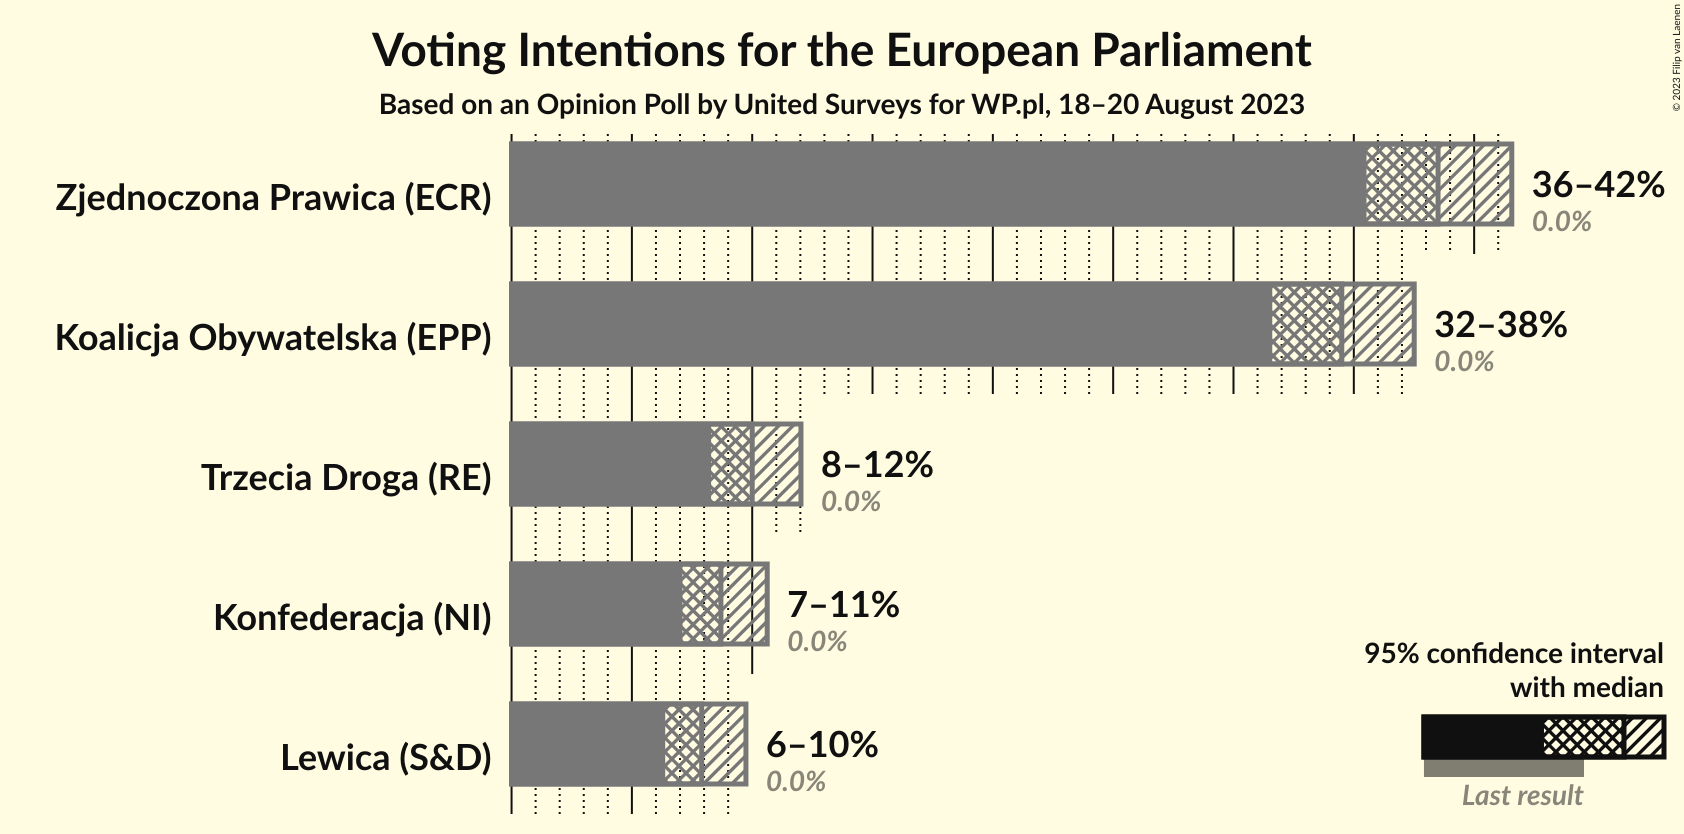 Voting Intentions for the European Parliament
Based on an Opinion Poll by United Surveys for WP.pl, 18–20 August 2023
© 2023 Filip van Laenen
Zjednoczona Prawica (ECR)
36–42%
0.0%
Koalicja Obywatelska (EPP)
32–38%
0.0%
Trzecia Droga (RE)
8–12%
0.0%
Konfederacja (NI)
7–11%
0.0%
Lewica (S&D)
6–10%
0.0%
95% confidence interval
with median
Last result